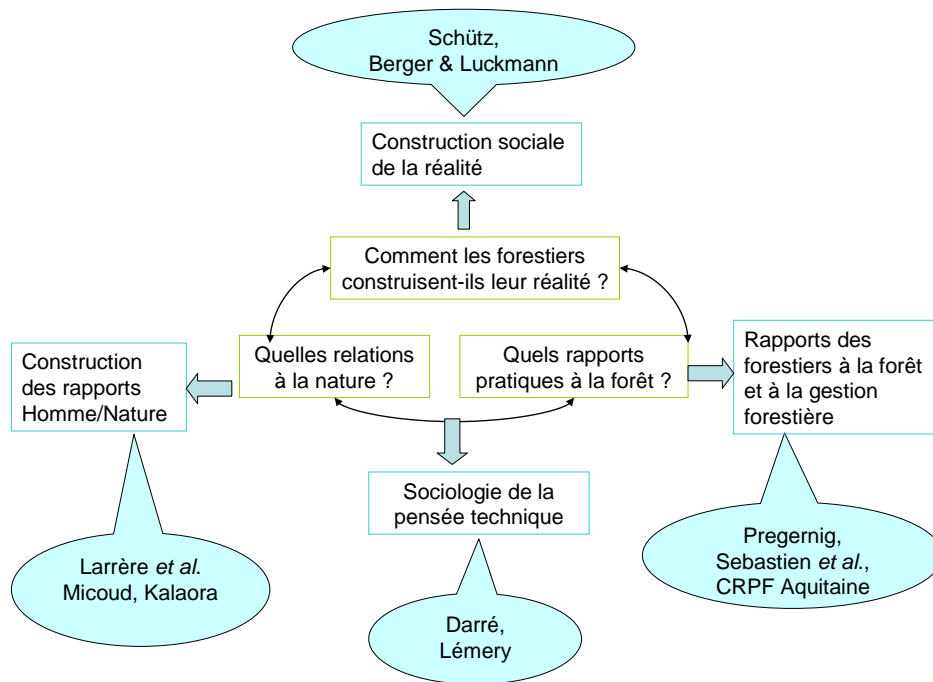 Schütz,
Berger & Luckmann
Construction sociale
de la réalité
Comment les forestiers
construisent-ils leur réalité ?
Construction
des rapports
Homme/Nature
Quelles relations
à la nature ?
Quels rapports
pratiques à la forêt ?
Rapports des
forestiers à la forêt
et à la gestion
forestière
Sociologie de la
pensée technique
Larrère et al.
Micoud, Kalaora
Darré,
Lémery
Pregernig,
Sebastien et al.,
CRPF Aquitaine